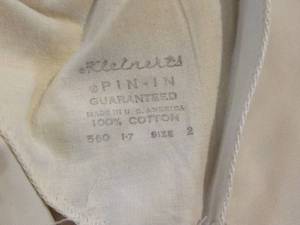 Kleinert's
® PIN-IN
GUARANTEED
MADE IN U.S. AMERICA
100% COTTON
560 1-7 SIZE 2